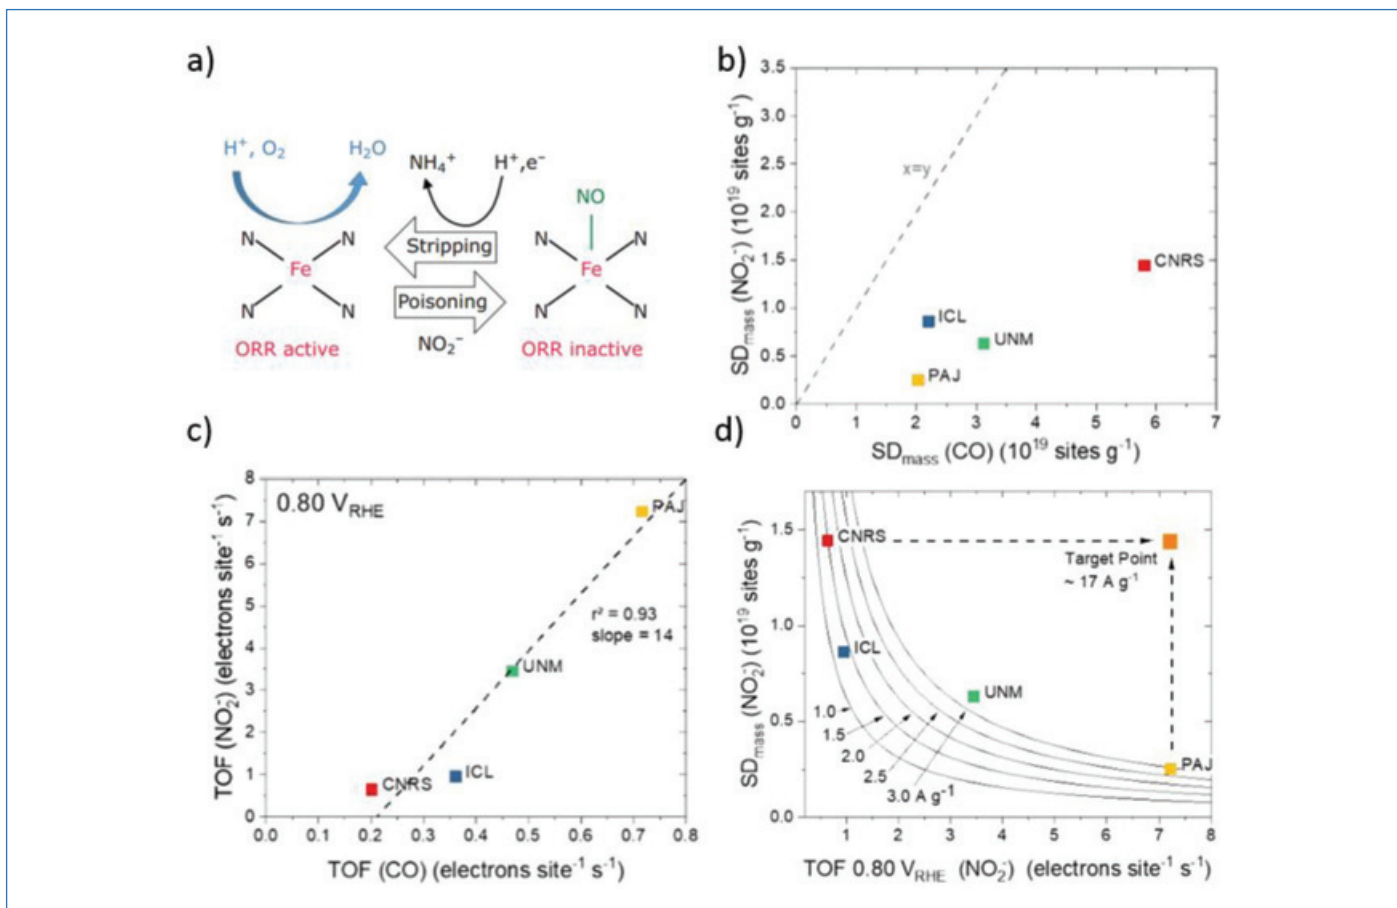 a)
H⁺, O₂
H₂O
NH₄⁺
H⁺,e⁻
NO
N
N
Stripping
N
N
Fe
Fe
N
N
Poisoning
N
N
ORR active
NO₂⁻
ORR inactive
b)
SD_mass (NO₂⁻) (10¹⁹ sites g⁻¹)
3.5
3.0
2.5
2.0
1.5
1.0
0.5
0.0
x=y
CNRS
ICL
UNM
PAJ
0 1 2 3 4 5 6 7
SD_mass (CO) (10¹⁹ sites g⁻¹)
c)
TOF (NO₂⁻) (electrons site⁻¹ s⁻¹)
8
7
6
5
4
3
2
1
0
0.80 V_RHE
PAJ
r² = 0.93
slope = 14
UNM
ICL
CNRS
0.0 0.1 0.2 0.3 0.4 0.5 0.6 0.7 0.8
TOF (CO) (electrons site⁻¹ s⁻¹)
d)
SD_mass (NO₂⁻) (10¹⁹ sites g⁻¹)
1.5
1.0
0.5
0.0
CNRS
Target Point
~ 17 A g⁻¹
ICL
UNM
PAJ
1.0
1.5
2.0
2.5
3.0 A g⁻¹
1 2 3 4 5 6 7 8
TOF 0.80 V_RHE (NO₂⁻) (electrons site⁻¹ s⁻¹)